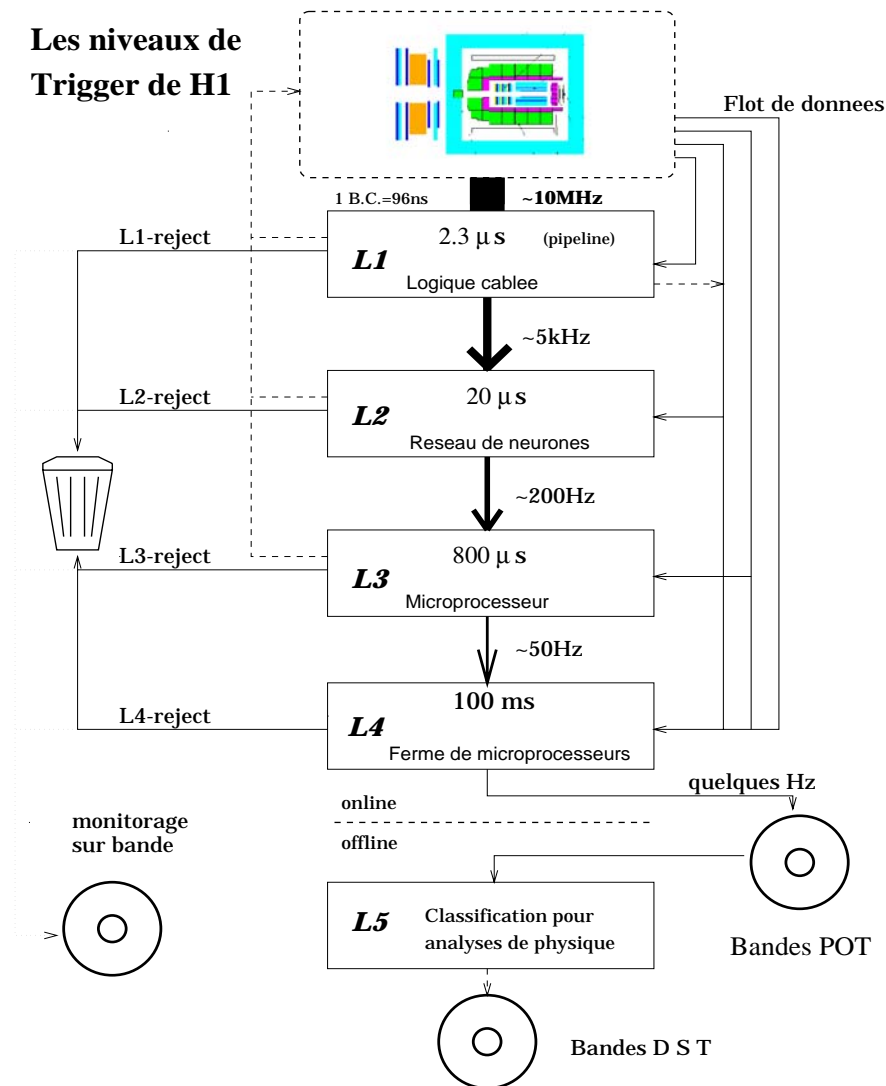 Les niveaux de
Trigger de H1
Flot de donnees
1 B.C.=96ns
~10MHz
L1-reject
2.3 µs
(pipeline)
L1
Logique cablee
~5kHz
L2-reject
20 µs
L2
Reseau de neurones
~200Hz
L3-reject
800 µs
L3
Microprocesseur
~50Hz
L4-reject
100 ms
L4
Ferme de microprocesseurs
quelques Hz
online
offline
monitorage
sur bande
L5
Classification pour
analyses de physique
Bandes POT
Bandes D S T